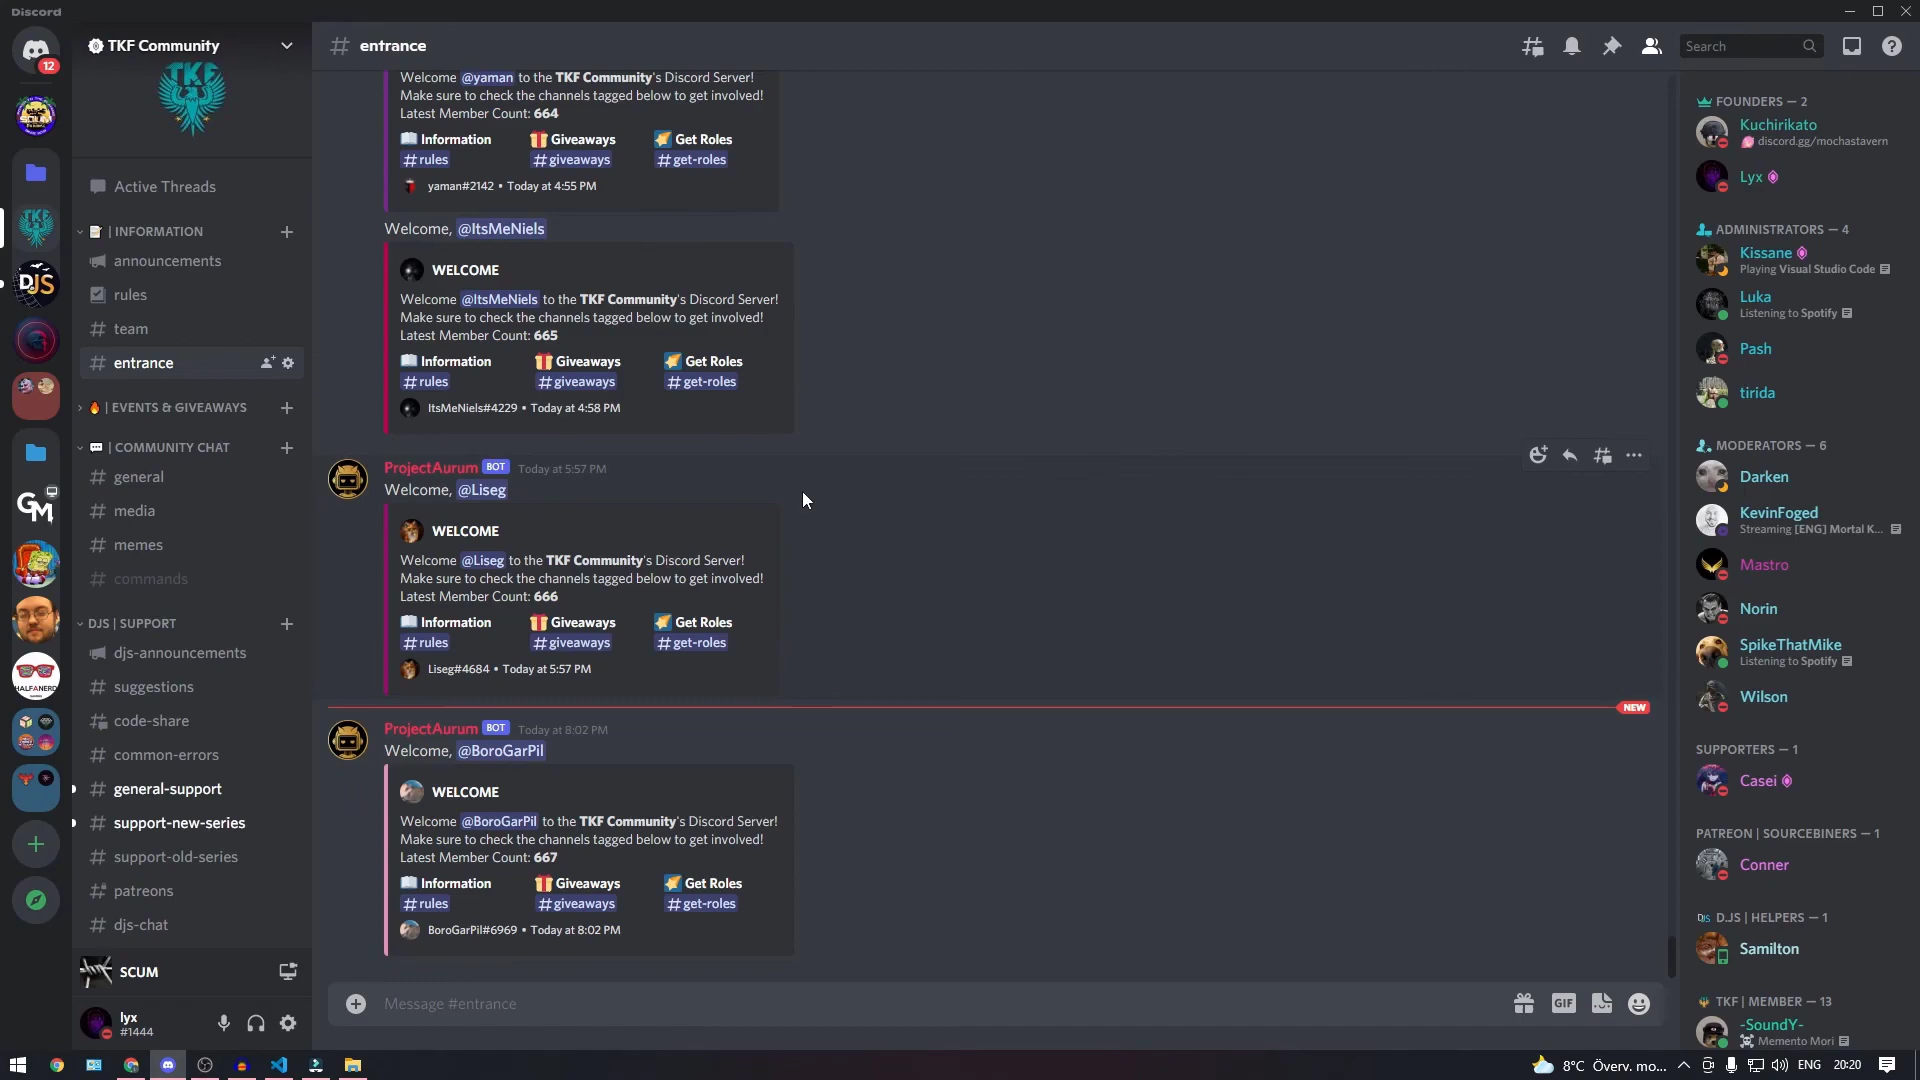 Discord
12
TKF Community
TKF
Active Threads
| INFORMATION
announcements
rules
team
entrance
| EVENTS & GIVEAWAYS
| COMMUNITY CHAT
general
media
memes
commands
DJS | SUPPORT
djs-announcements
suggestions
code-share
common-errors
general-support
support-new-series
support-old-series
patreons
djs-chat
SCUM
lyx
#1444
TKF
DJS
GM
HALFANERD
entrance
Search
Welcome @yaman to the TKF Community's Discord Server!
Make sure to check the channels tagged below to get involved!
Latest Member Count: 664
Information Giveaways Get Roles
#rules #giveaways #get-roles
yaman#2142 • Today at 4:55 PM
Welcome, @ItsMeNiels
WELCOME
Welcome @ItsMeNiels to the TKF Community's Discord Server!
Make sure to check the channels tagged below to get involved!
Latest Member Count: 665
Information Giveaways Get Roles
#rules #giveaways #get-roles
ItsMeNiels#4229 • Today at 4:58 PM
ProjectAurum BOT Today at 5:57 PM
Welcome, @Liseg
WELCOME
Welcome @Liseg to the TKF Community's Discord Server!
Make sure to check the channels tagged below to get involved!
Latest Member Count: 666
Information Giveaways Get Roles
#rules #giveaways #get-roles
Liseg#4684 • Today at 5:57 PM
NEW
ProjectAurum BOT Today at 8:02 PM
Welcome, @BoroGarPil
WELCOME
Welcome @BoroGarPil to the TKF Community's Discord Server!
Make sure to check the channels tagged below to get involved!
Latest Member Count: 667
Information Giveaways Get Roles
#rules #giveaways #get-roles
BoroGarPil#6969 • Today at 8:02 PM
Message #entrance
GIF
FOUNDERS — 2
Kuchirikato
discord.gg/mochastavern
Lyx
ADMINISTRATORS — 4
Kissane
Playing Visual Studio Code
Luka
Listening to Spotify
Pash
tirida
MODERATORS — 6
Darken
KevinFoged
Streaming [ENG] Mortal K...
Mastro
Norin
SpikeThatMike
Listening to Spotify
Wilson
SUPPORTERS — 1
Casei
PATREON | SOURCEBINERS — 1
Conner
DJS D.JS | HELPERS — 1
Samilton
TKF | MEMBER — 13
-SoundY-
Memento Mori
8°C Överv. mo... ENG 20:20